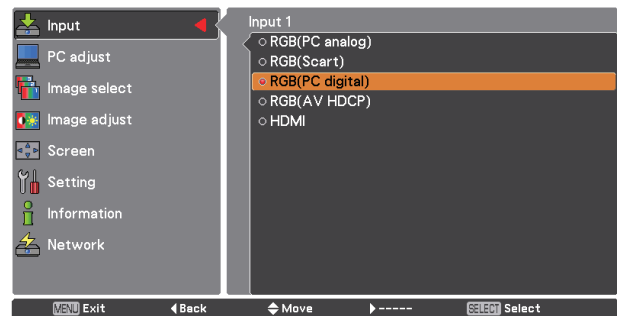 Input
PC adjust
Image select
Image adjust
Screen
Setting
Information
Network
Input 1
RGB(PC analog)
RGB(Scart)
RGB(PC digital)
RGB(AV HDCP)
HDMI
MENU Exit Back Move ----- SELECT Select